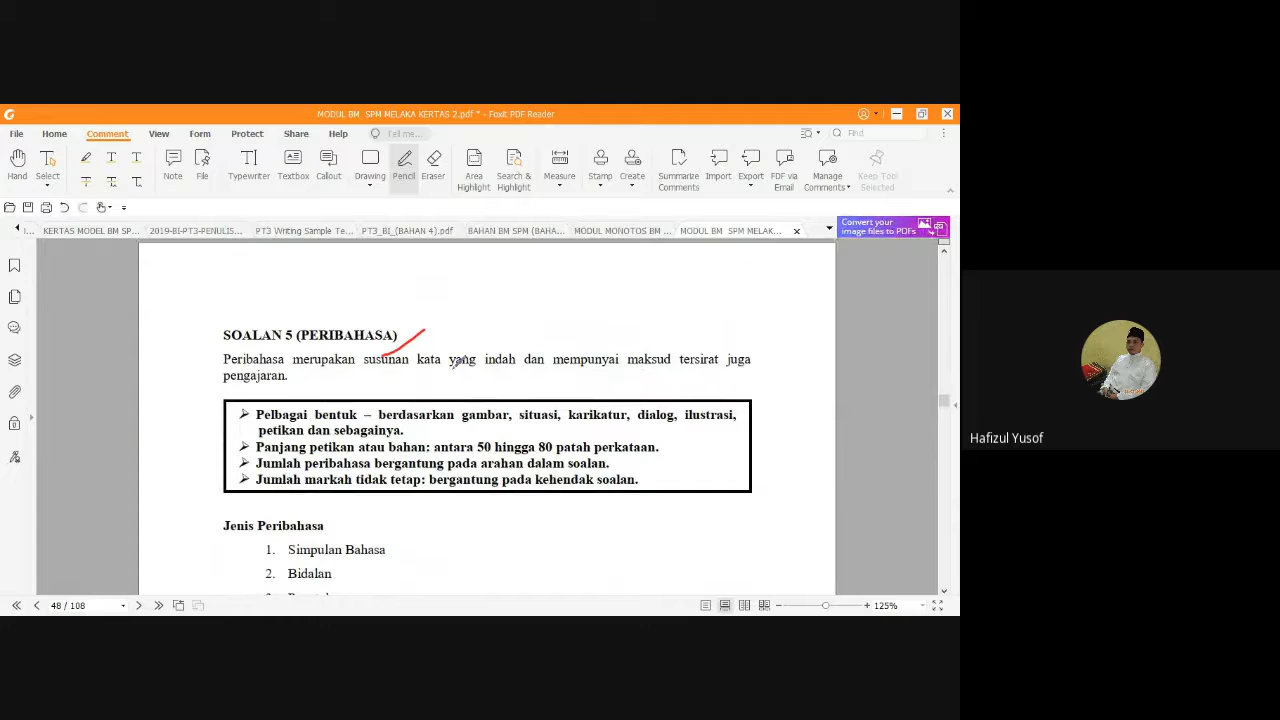 MODUL BM SPM MELAKA KERTAS 2.pdf * - Foxit PDF Reader
File Home Comment View Form Protect Share Help Tell me... Find
Hand Select Note File Typewriter Textbox Callout Drawing Pencil Eraser Area Highlight Search & Highlight Measure Stamp Create Summarize Comments Import Export FDF via Email Manage Comments Keep Tool Selected
I... KERTAS MODEL BM SP... 2019-BI-PT3-PENULIS... PT3 Writing Sample Te... PT3_BI_(BAHAN 4).pdf BAHAN BM SPM (BAHA... MODUL MONOTOS BM ... MODUL BM SPM MELAK...
Convert your
image files to PDFs
SOALAN 5 (PERIBAHASA)
Peribahasa merupakan susunan kata yang indah dan mempunyai maksud tersirat juga
pengajaran.
Pelbagai bentuk – berdasarkan gambar, situasi, karikatur, dialog, ilustrasi,
petikan dan sebagainya.
Panjang petikan atau bahan: antara 50 hingga 80 patah perkataan.
Jumlah peribahasa bergantung pada arahan dalam soalan.
Jumlah markah tidak tetap: bergantung pada kehendak soalan.
Jenis Peribahasa
1. Simpulan Bahasa
2. Bidalan
48 / 108
125%
Hafizul Yusof